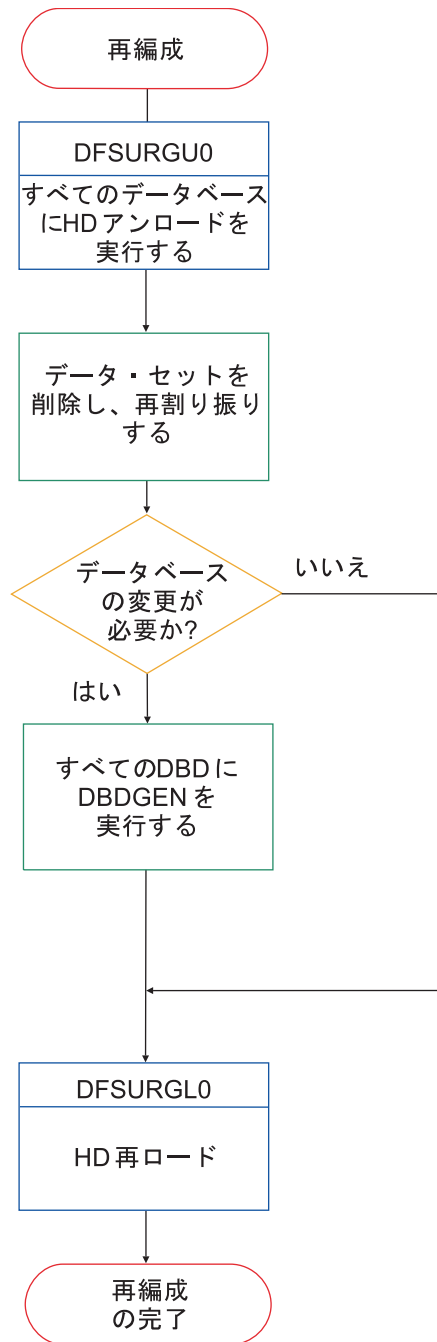 再編成
DFSURGU0
すべてのデータベース
にHDアンロードを
実行する
データ・セットを
削除し、再割り振り
する
データベース
の変更が
必要か?
いいえ
はい
すべてのDBDに
DBDGENを
実行する
DFSURGL0
HD再ロード
再編成
の完了